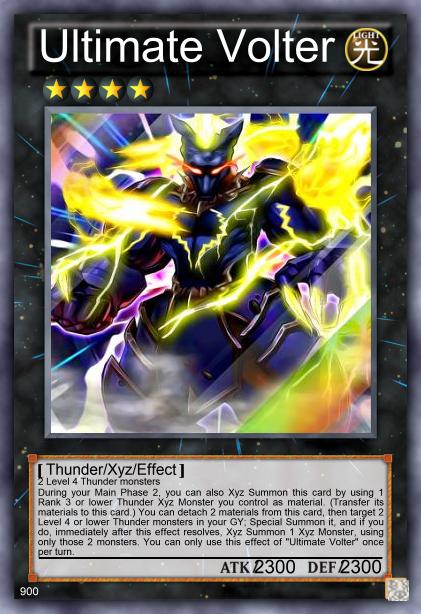 Ultimate Volter
LIGHT
光
[ Thunder/Xyz/Effect ]
2 Level 4 Thunder monsters
During your Main Phase 2, you can also Xyz Summon this card by using 1
Rank 3 or lower Thunder Xyz Monster you control as material. (Transfer its
materials to this card.) You can detach 2 materials from this card, then target 2
Level 4 or lower Thunder monsters in your GY; Special Summon it, and if you
do, immediately after this effect resolves, Xyz Summon 1 Xyz Monster, using
only those 2 monsters. You can only use this effect of "Ultimate Volter" once
per turn.
ATK 2300 DEF 2300
900